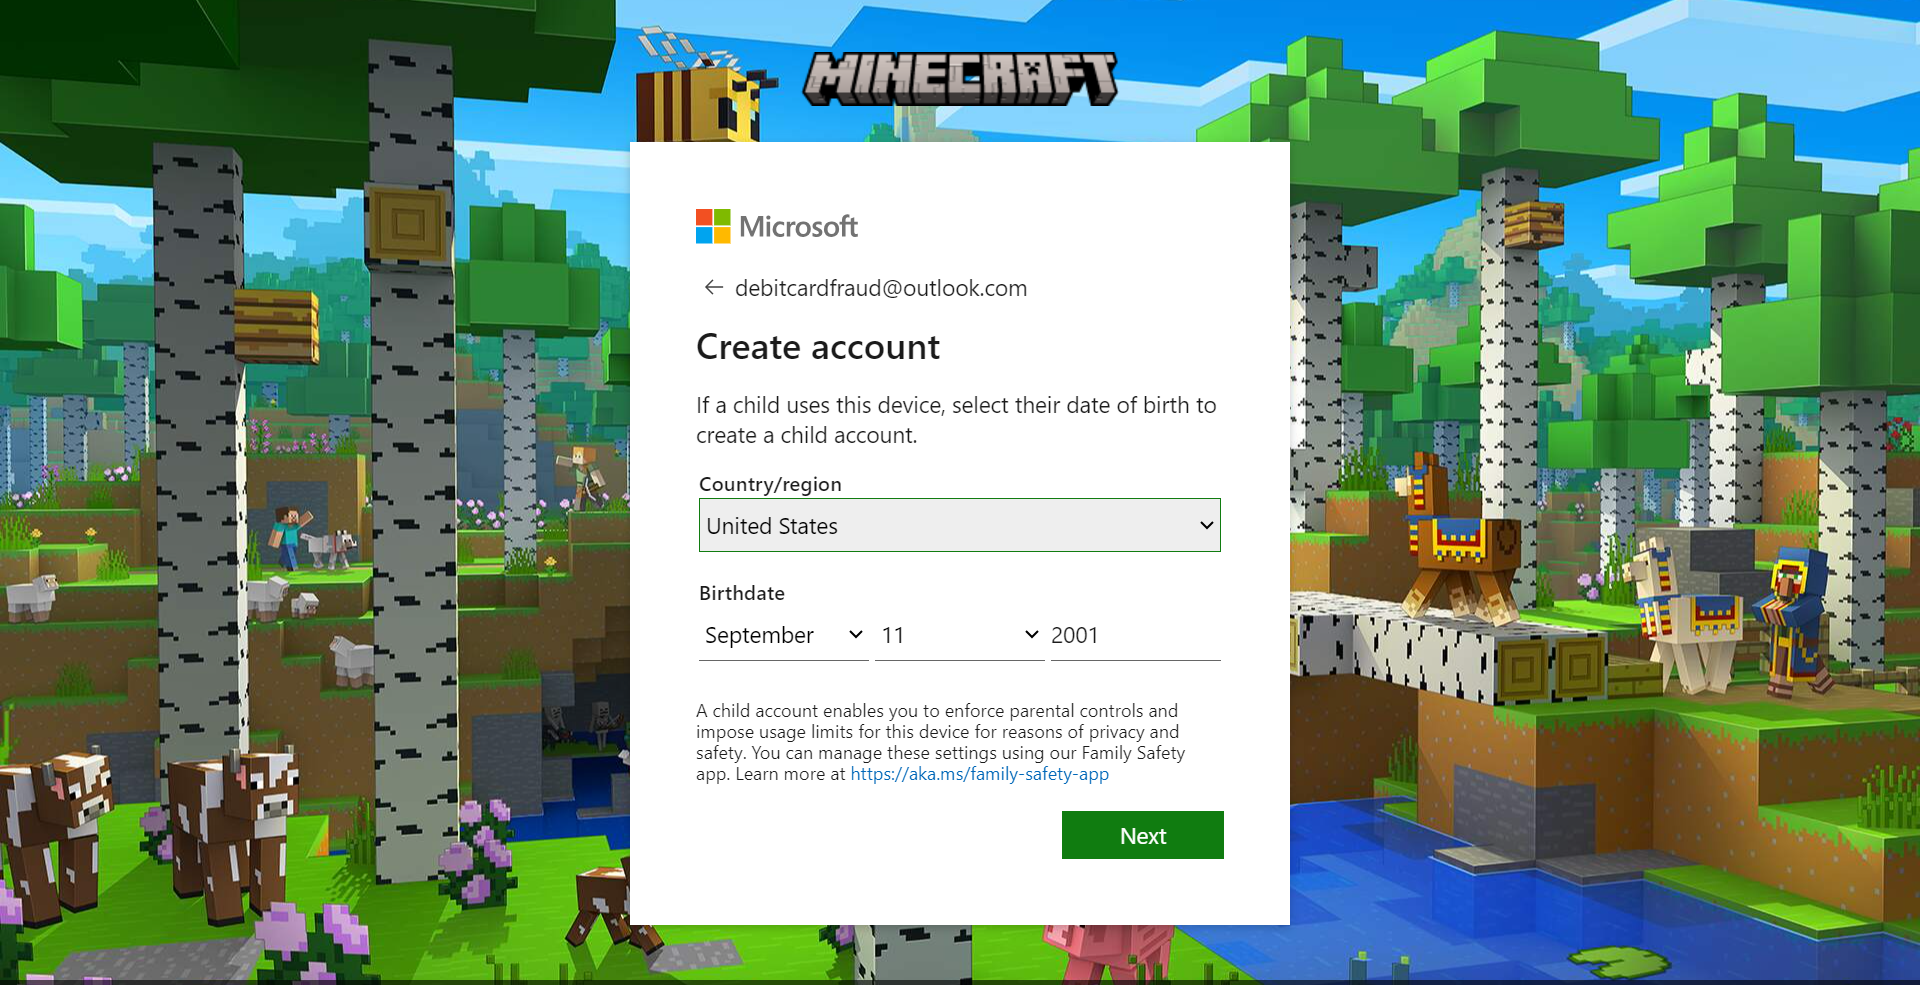 MINECRAFT
Microsoft
debitcardfraud@outlook.com
Create account
If a child uses this device, select their date of birth to
create a child account.
Country/region
United States
Birthdate
September 11 2001
A child account enables you to enforce parental controls and
impose usage limits for this device for reasons of privacy and
safety. You can manage these settings using our Family Safety
app. Learn more at https://aka.ms/family-safety-app
Next